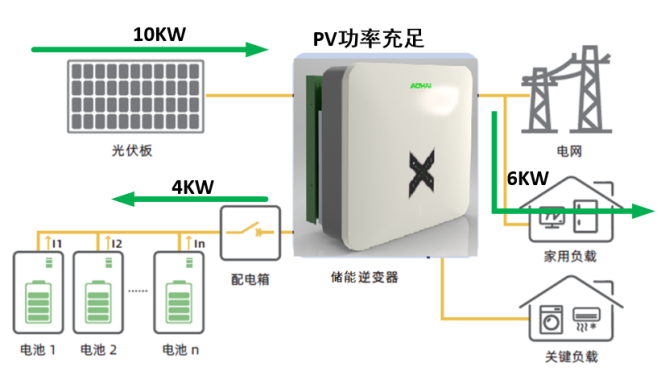 10KW
PV功率充足
AOHAI
光伏板
电网
4KW
6KW
TV
I1
I2
In
配电箱
储能逆变器
家用负载
......
电池 1
电池 2
电池 n
关键负载